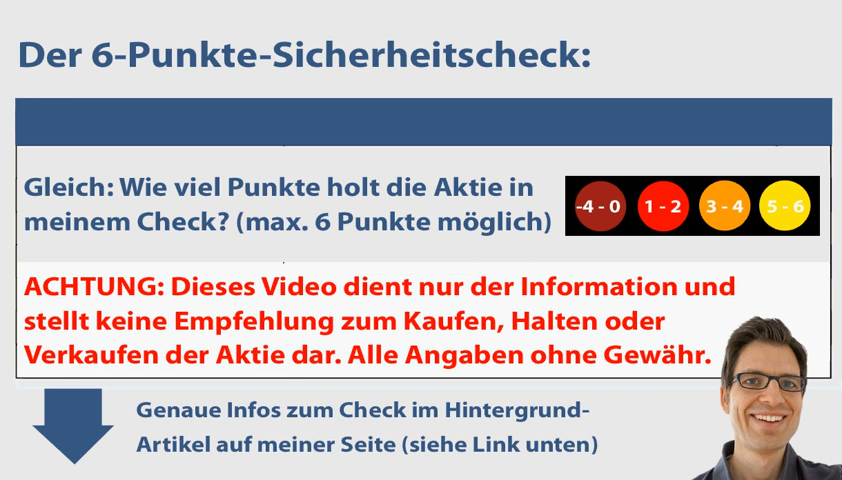 Der 6-Punkte-Sicherheitscheck:
Gleich: Wie viel Punkte holt die Aktie in
meinem Check? (max. 6 Punkte möglich)
-4 - 0 1 - 2 3 - 4 5 - 6
ACHTUNG: Dieses Video dient nur der Information und
stellt keine Empfehlung zum Kaufen, Halten oder
Verkaufen der Aktie dar. Alle Angaben ohne Gewähr.
Genaue Infos zum Check im Hintergrund-
Artikel auf meiner Seite (siehe Link unten)